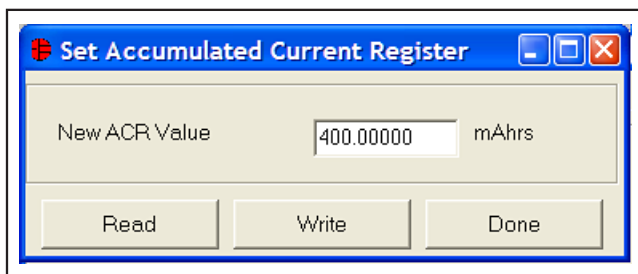 Set Accumulated Current Register
New ACR Value 400.00000 mAhrs
Read Write Done